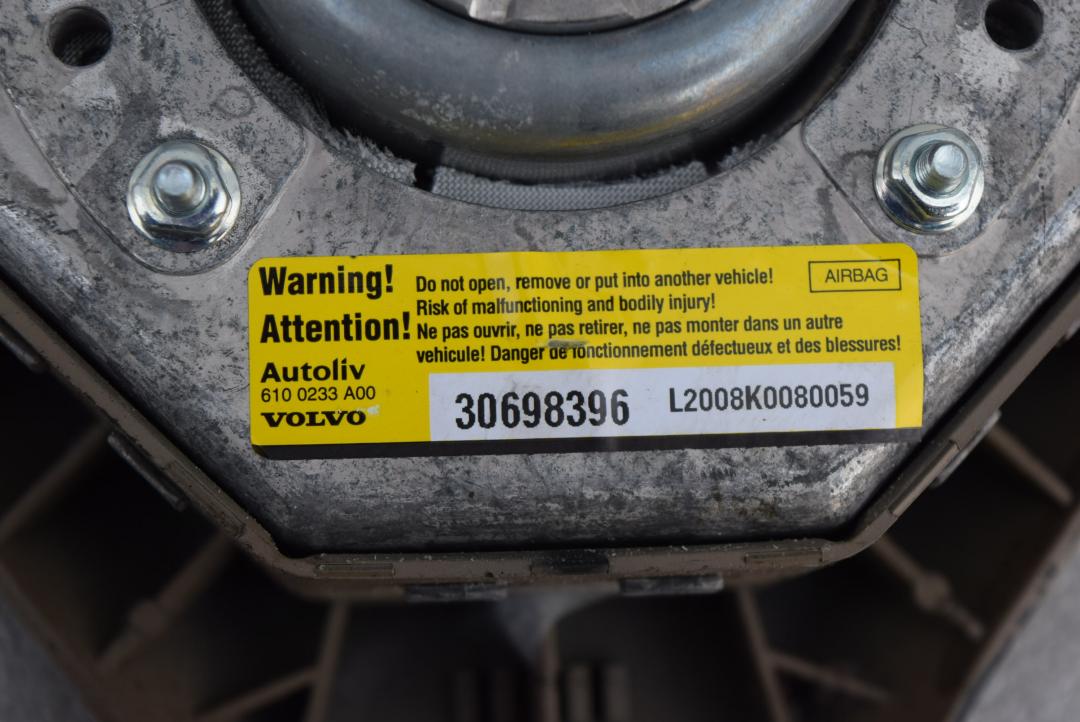 Warning!
Do not open, remove or put into another vehicle!
AIRBAG
Risk of malfunctioning and bodily injury!
Attention!
Ne pas ouvrir, ne pas retirer, ne pas monter dans un autre
vehicule! Danger de fonctionnement défectueux et des blessures!
Autoliv
610 0233 A00
VOLVO
30698396
L2008K0080059